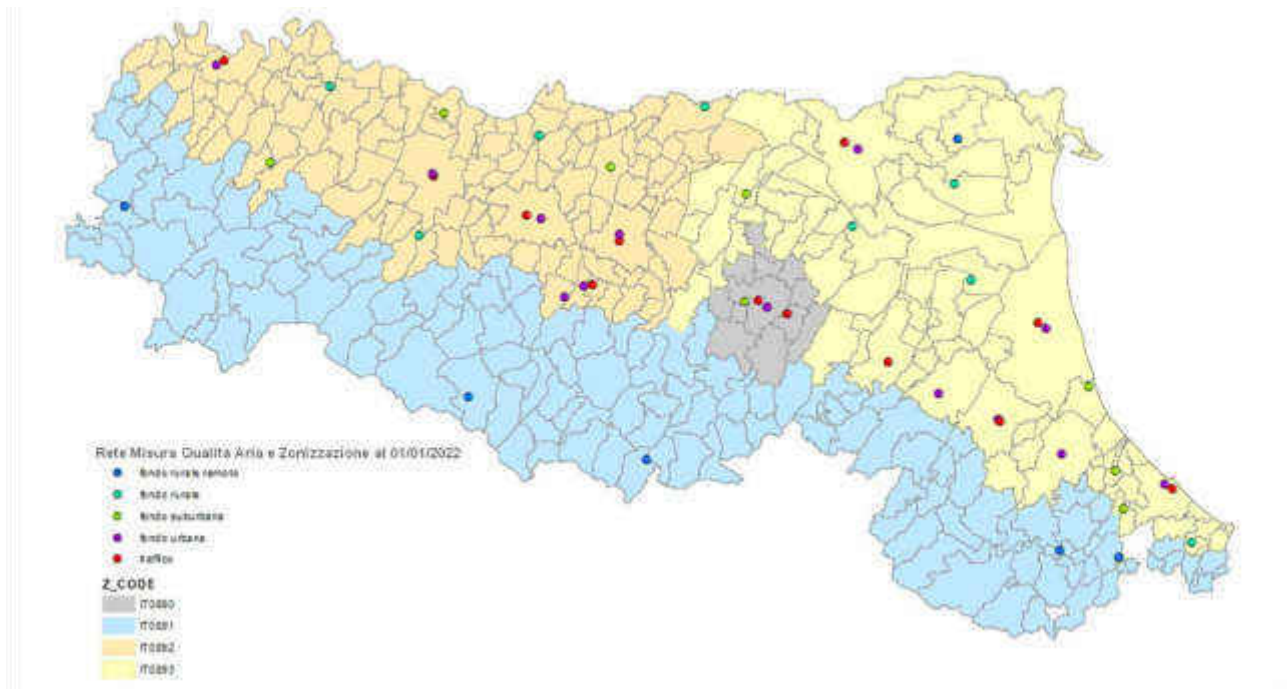 Rete Misura Qualita Aria e Zonizzazione al 01/01/2022
fondo rurale remoto
fondo rurale
fondo suburbano
fondo urbano
traffico
Z_CODE
IT0890
IT0891
IT0892
IT0893